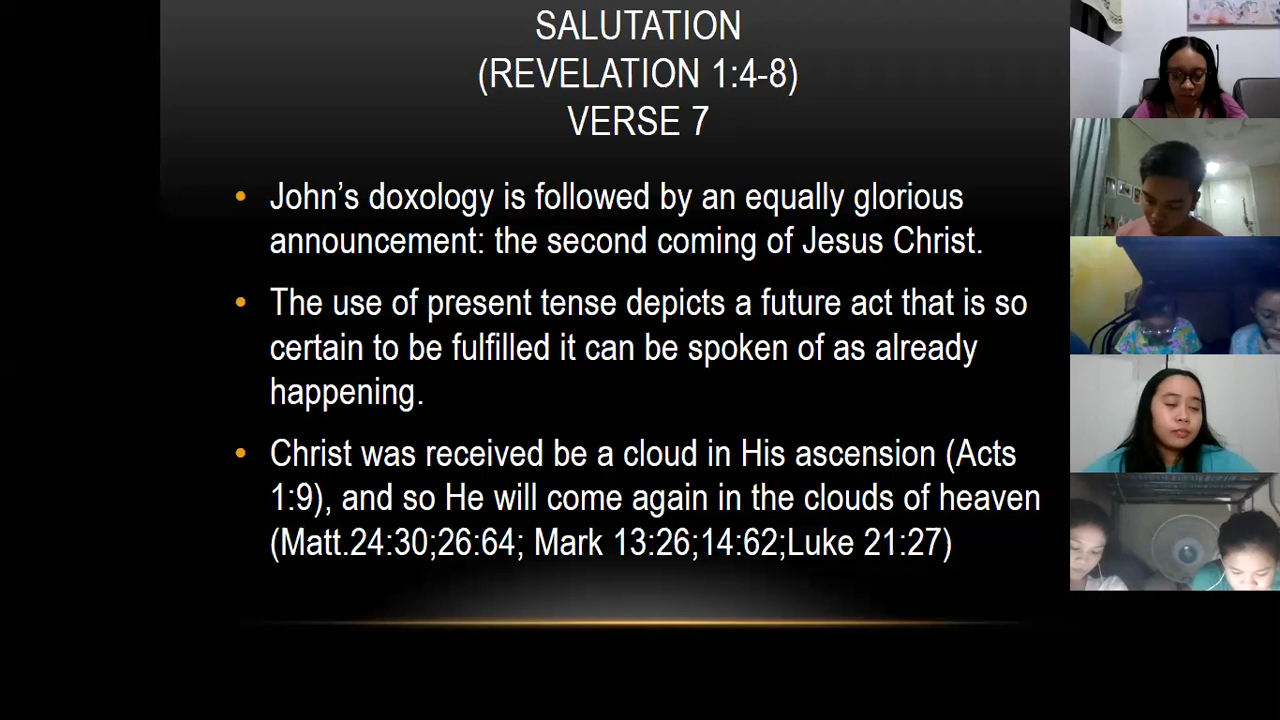 SALUTATION
(REVELATION 1:4-8)
VERSE 7
• John’s doxology is followed by an equally glorious
announcement: the second coming of Jesus Christ.
• The use of present tense depicts a future act that is so
certain to be fulfilled it can be spoken of as already
happening.
• Christ was received be a cloud in His ascension (Acts
1:9), and so He will come again in the clouds of heaven
(Matt.24:30;26:64; Mark 13:26;14:62;Luke 21:27)